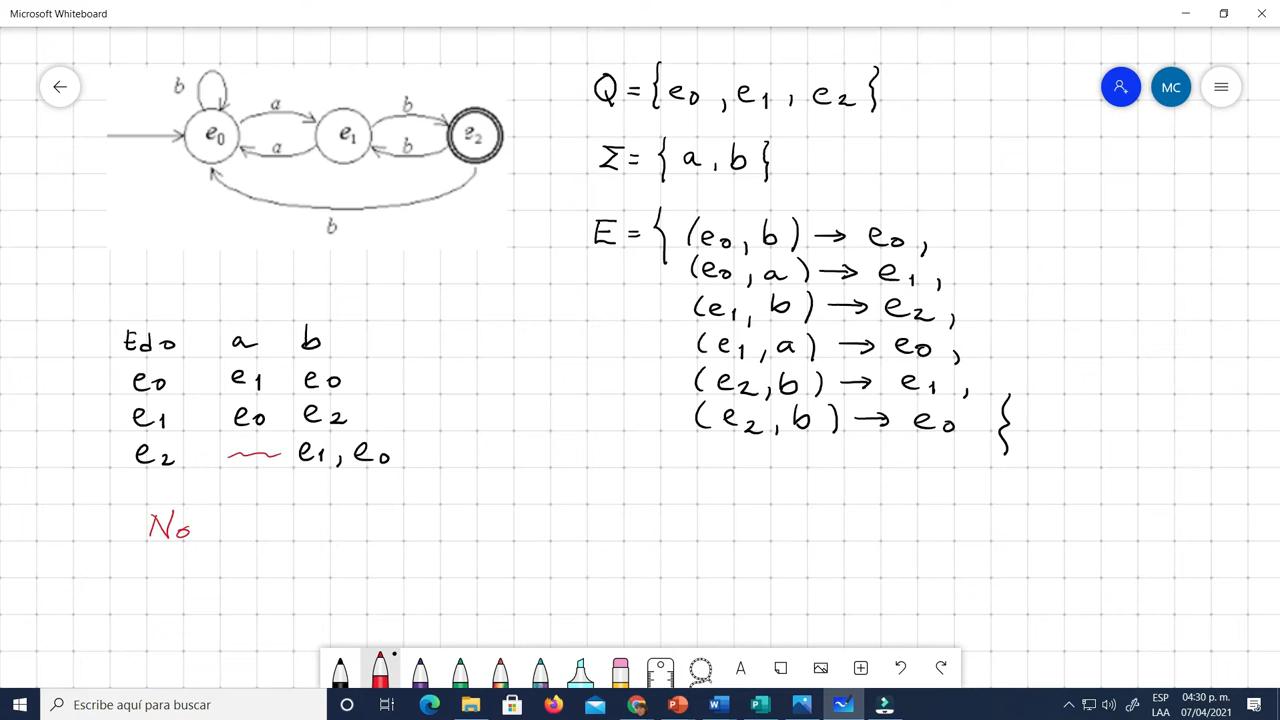 Microsoft Whiteboard
b
a
b
e0
e1
e2
a
b
b
Q = { e0 , e1 , e2 }
Σ = { a , b }
E = { (e0, b) → e0 ,
(e0, a) → e1 ,
(e1, b) → e2 ,
(e1, a) → e0 ,
(e2, b) → e1 ,
(e2, b) → e0 }
MC
Edo a b
e0 e1 e0
e1 e0 e2
e2 e1, e0
No
A
Escribe aquí para buscar
ESP
LAA
04:30 p. m.
07/04/2021